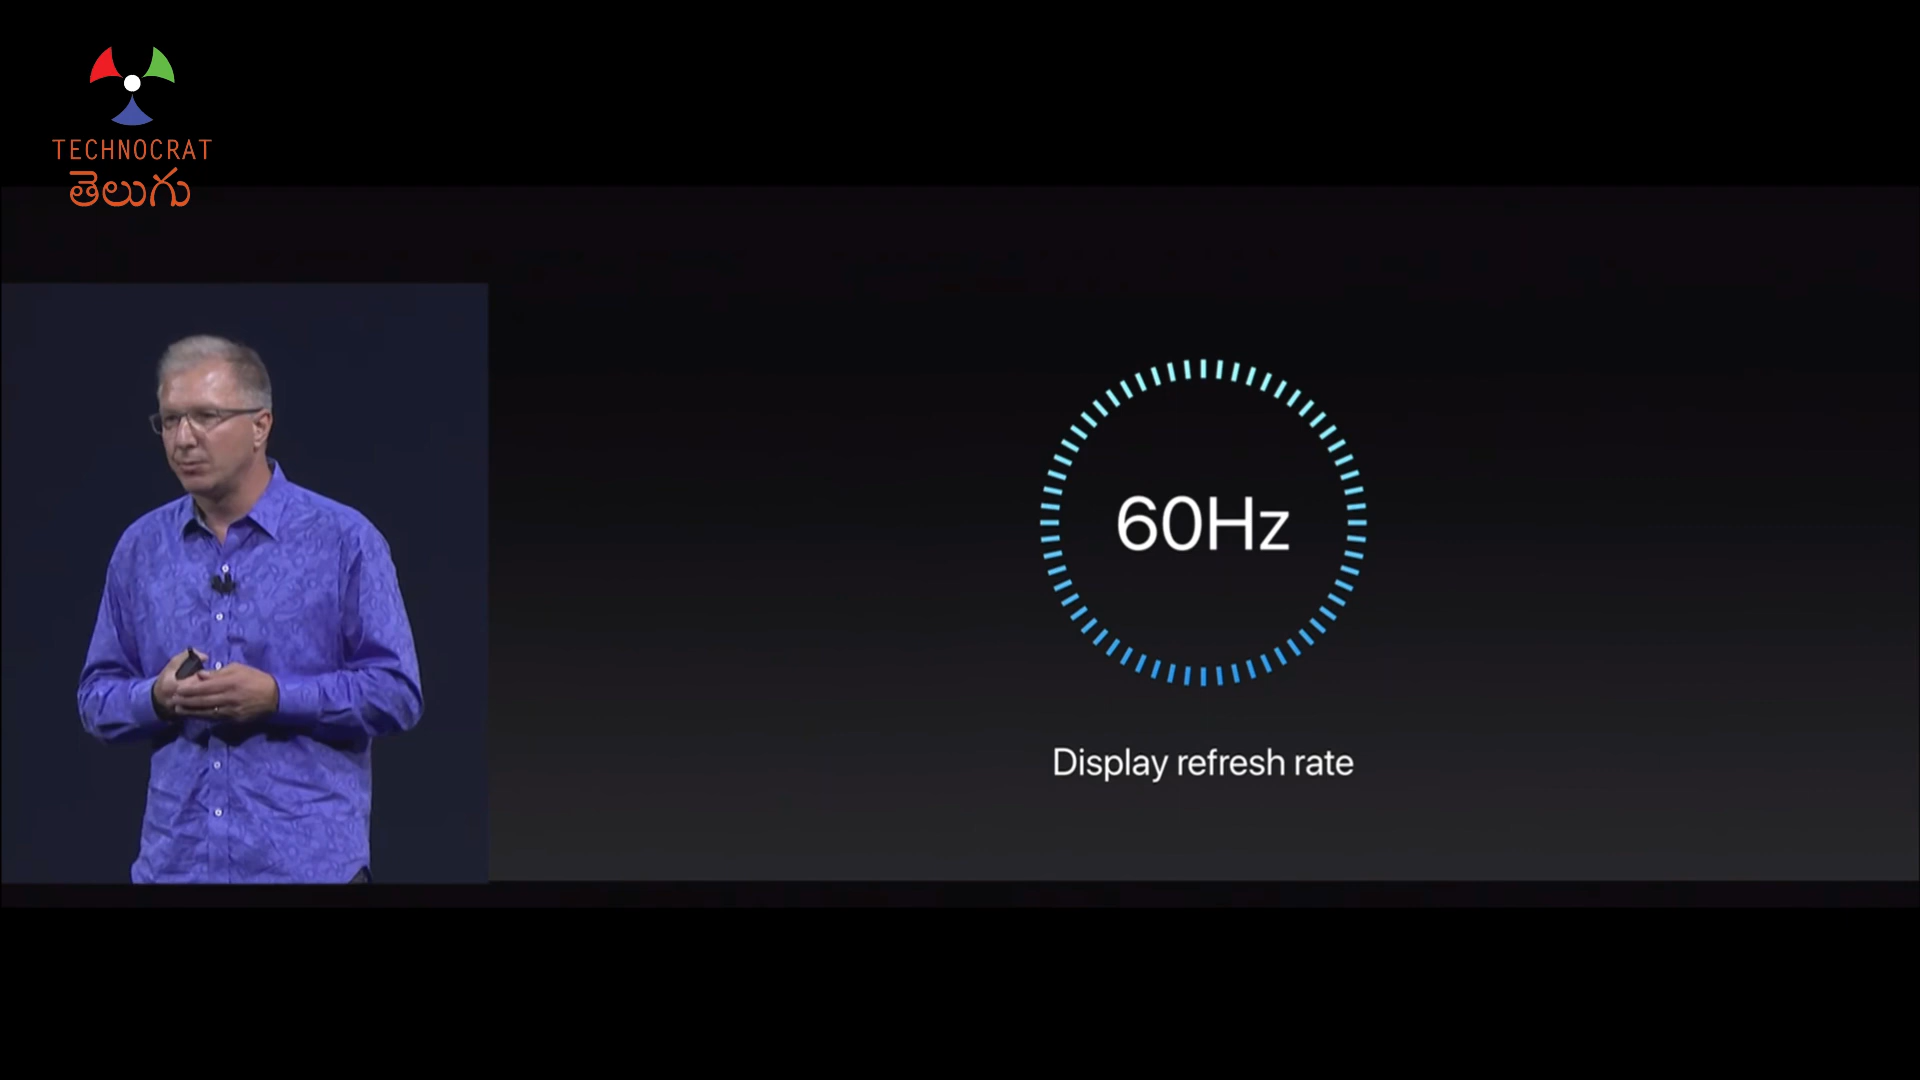 TECHNOCRAT
తెలుగు
60Hz
Display refresh rate